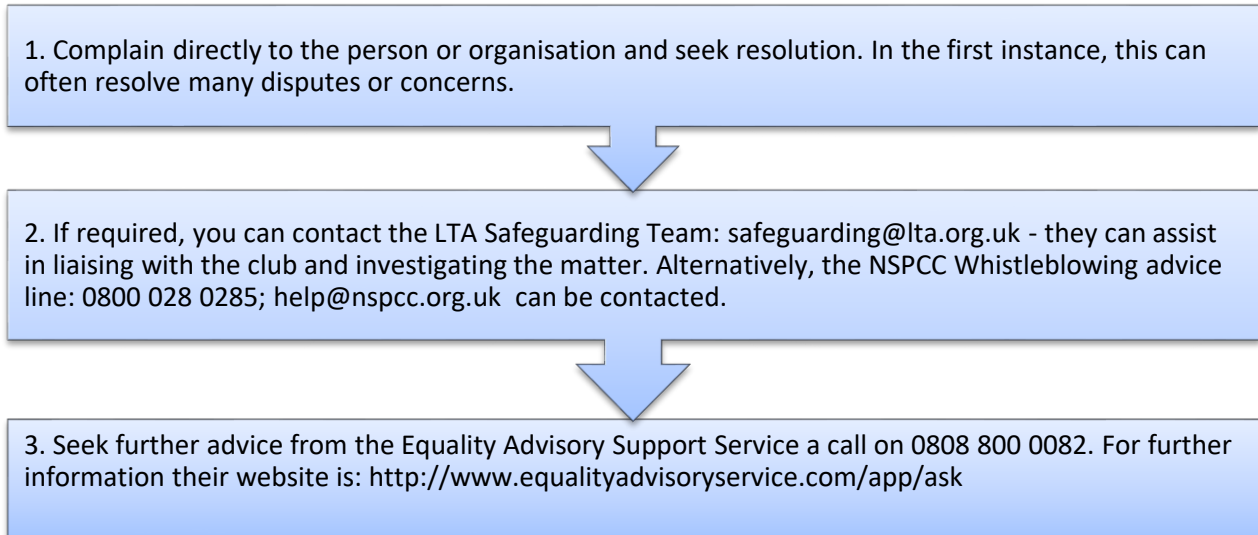 1. Complain directly to the person or organisation and seek resolution. In the first instance, this can
often resolve many disputes or concerns.
2. If required, you can contact the LTA Safeguarding Team: safeguarding@lta.org.uk - they can assist
in liaising with the club and investigating the matter. Alternatively, the NSPCC Whistleblowing advice
line: 0800 028 0285; help@nspcc.org.uk  can be contacted.
3. Seek further advice from the Equality Advisory Support Service a call on 0808 800 0082. For further
information their website is: http://www.equalityadvisoryservice.com/app/ask